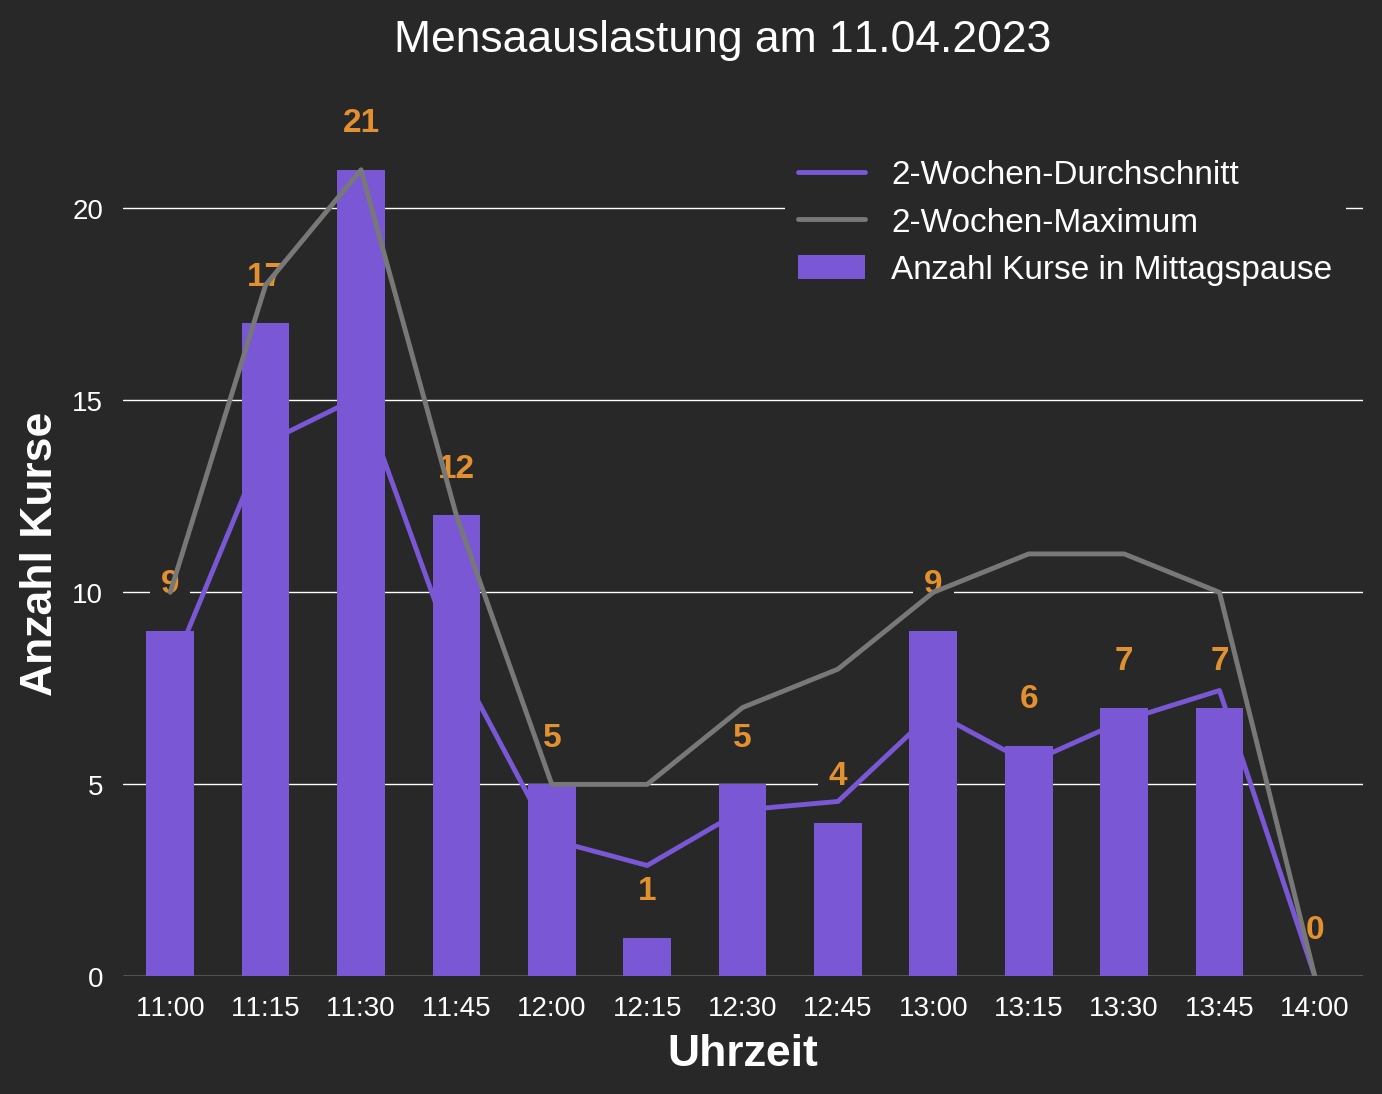 Mensaauslastung am 11.04.2023
21
2-Wochen-Durchschnitt
2-Wochen-Maximum
Anzahl Kurse in Mittagspause
20
17
15
12
10
9
9
7
7
6
5
5
5
4
1
0
0
Anzahl Kurse
11:00 11:15 11:30 11:45 12:00 12:15 12:30 12:45 13:00 13:15 13:30 13:45 14:00
Uhrzeit